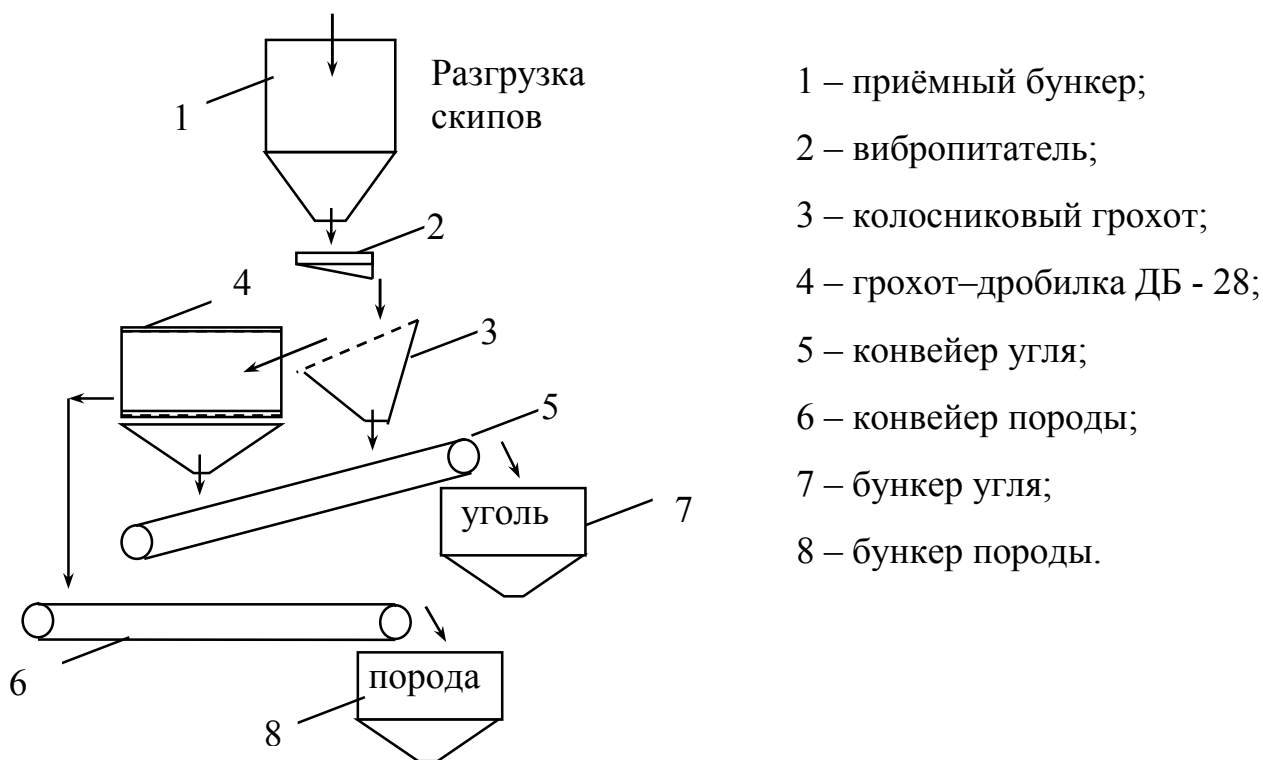 1
Разгрузка
скипов
2
4
3
5
уголь
7
6
порода
8
1 – приёмный бункер;
2 – вибропитатель;
3 – колосниковый грохот;
4 – грохот–дробилка ДБ - 28;
5 – конвейер угля;
6 – конвейер породы;
7 – бункер угля;
8 – бункер породы.